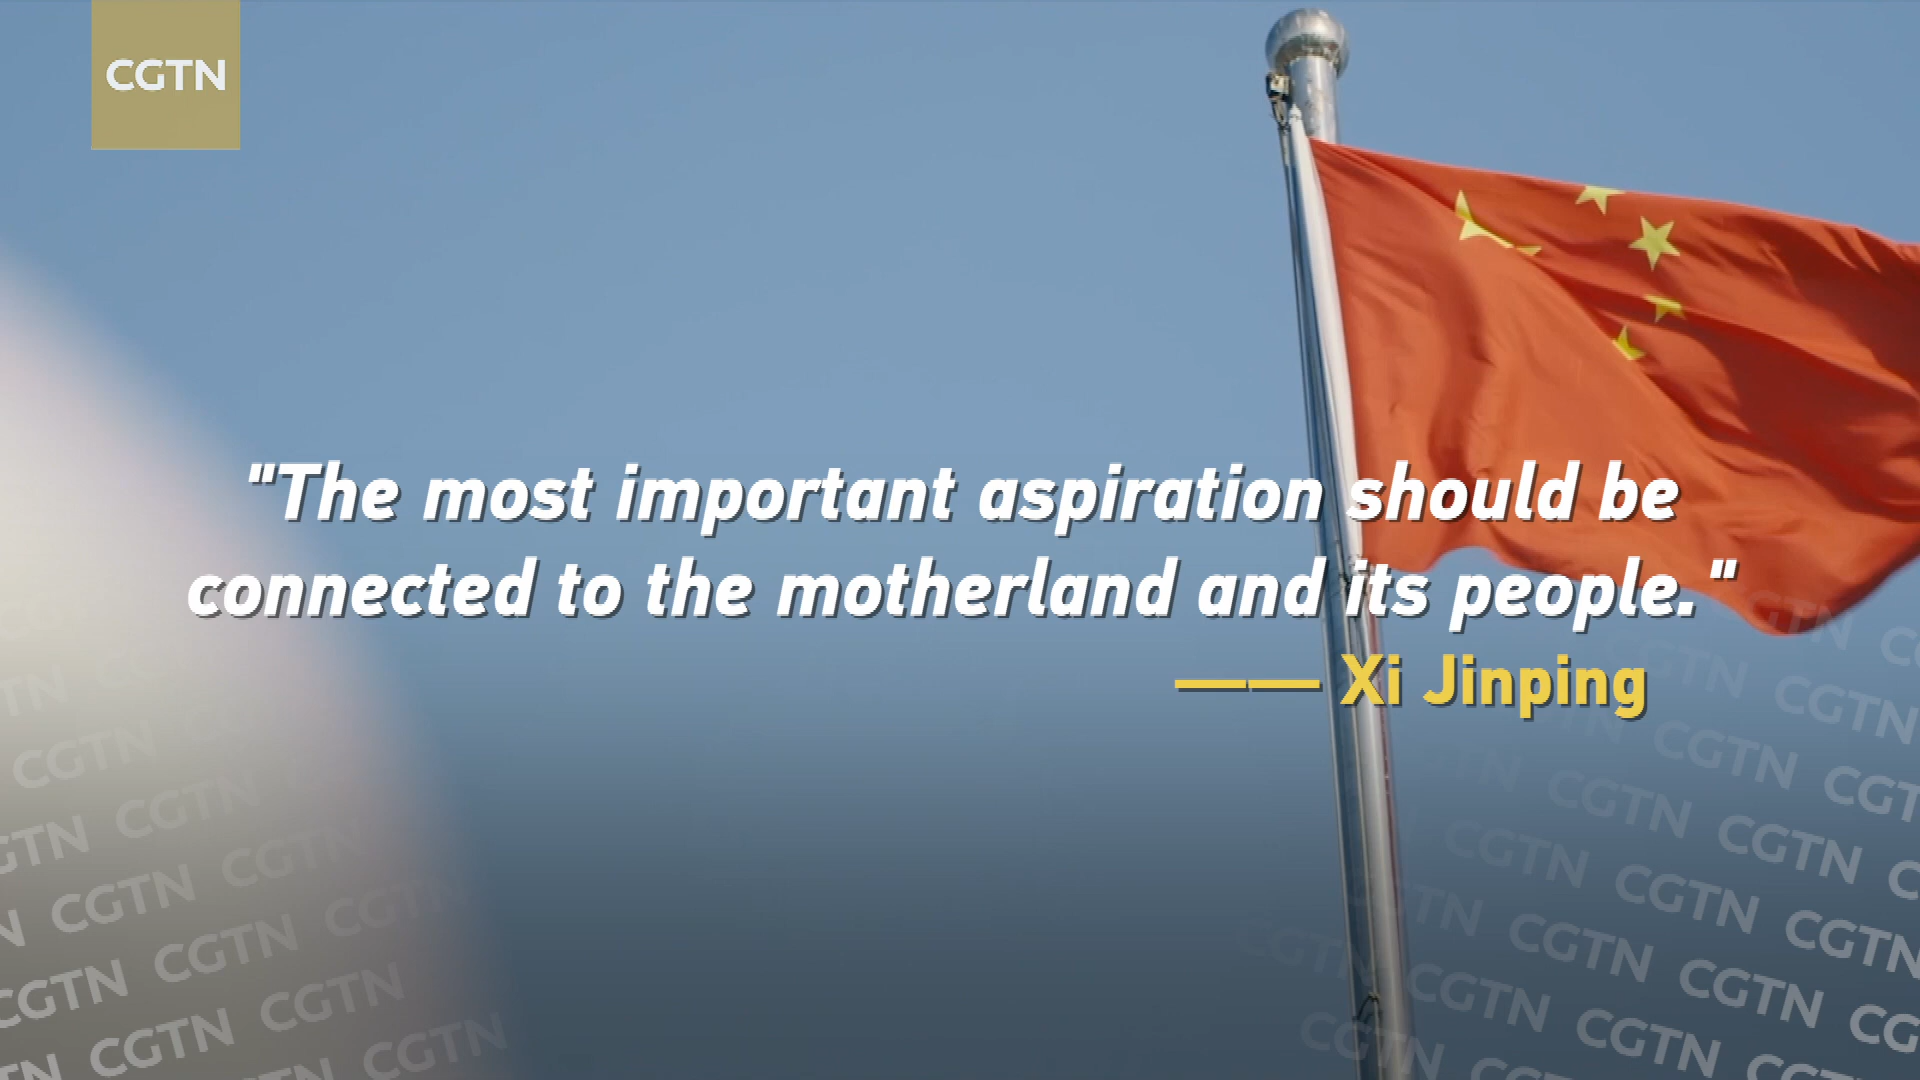 CGTN
"The most important aspiration should be
connected to the motherland and its people."
—— Xi Jinping